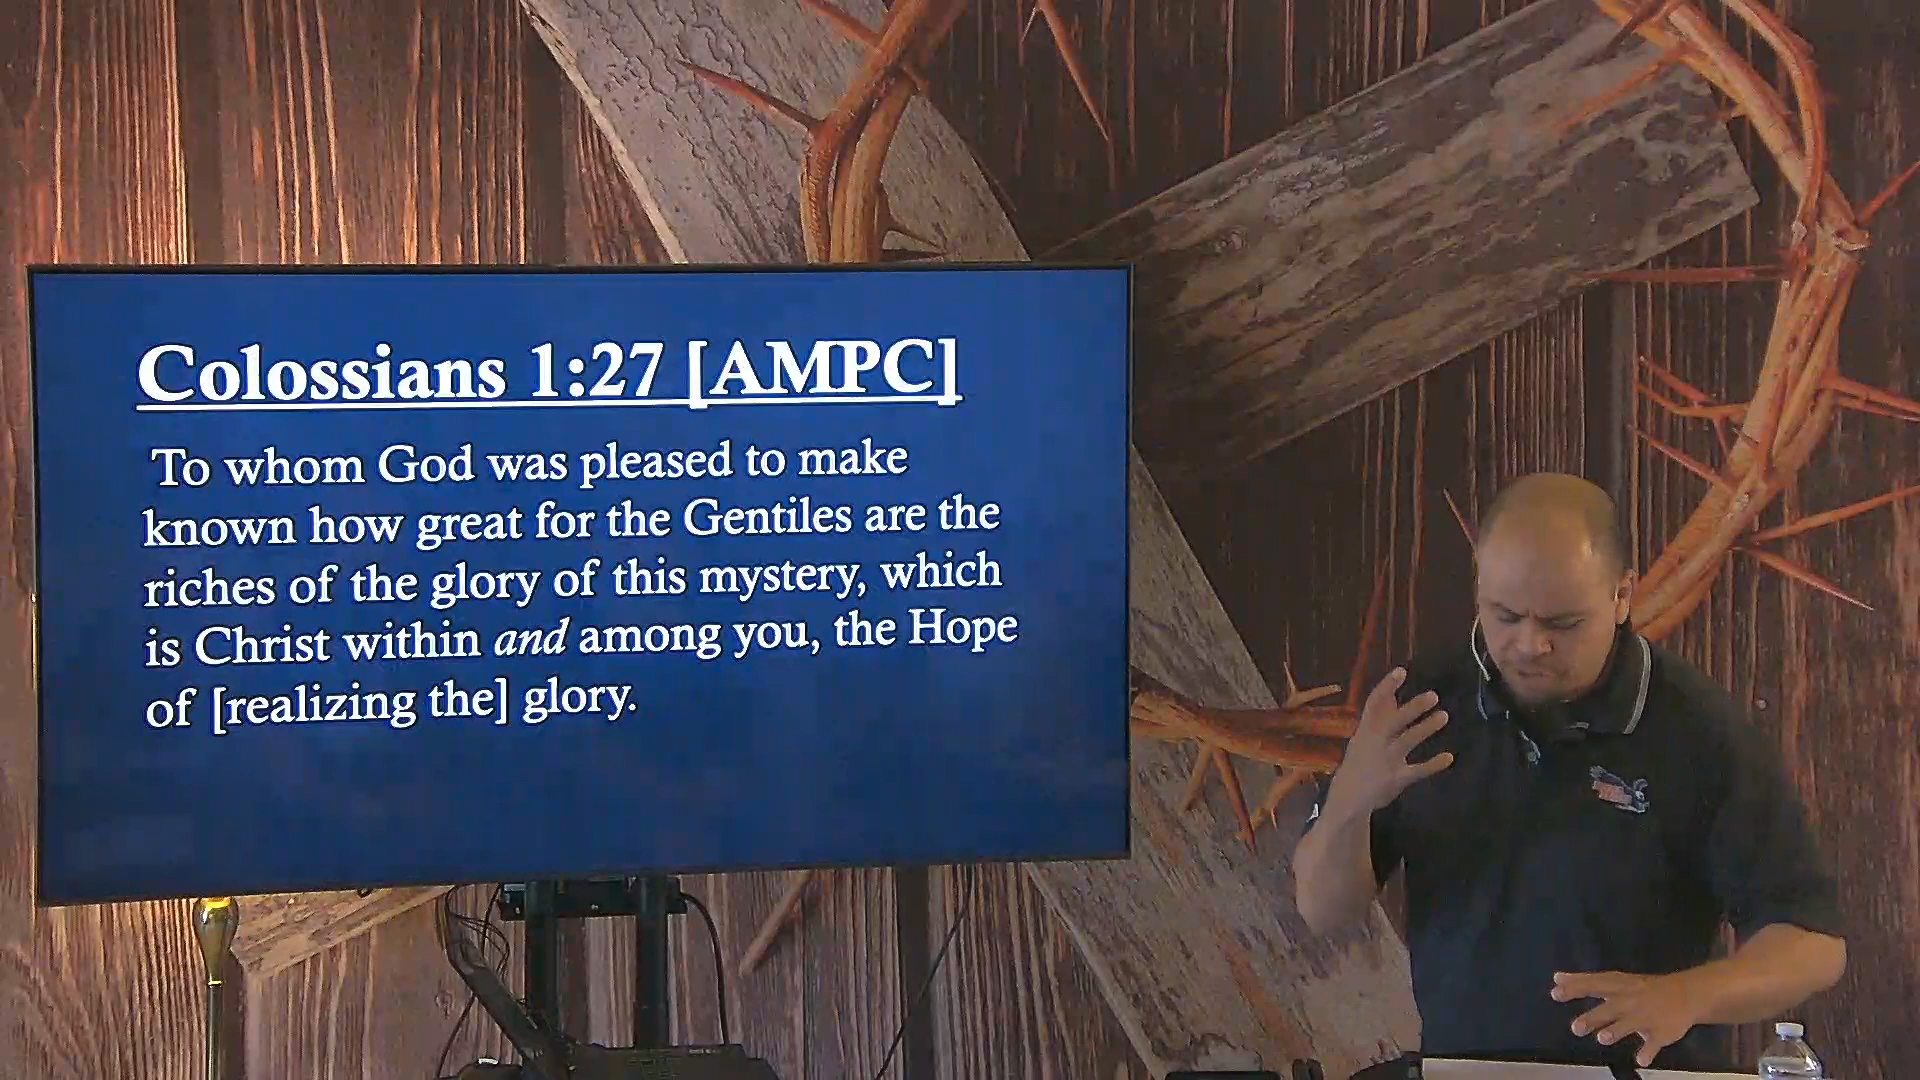 Colossians 1:27 [AMPC]
To whom God was pleased to make
known how great for the Gentiles are the
riches of the glory of this mystery, which
is Christ within and among you, the Hope
of [realizing the] glory.